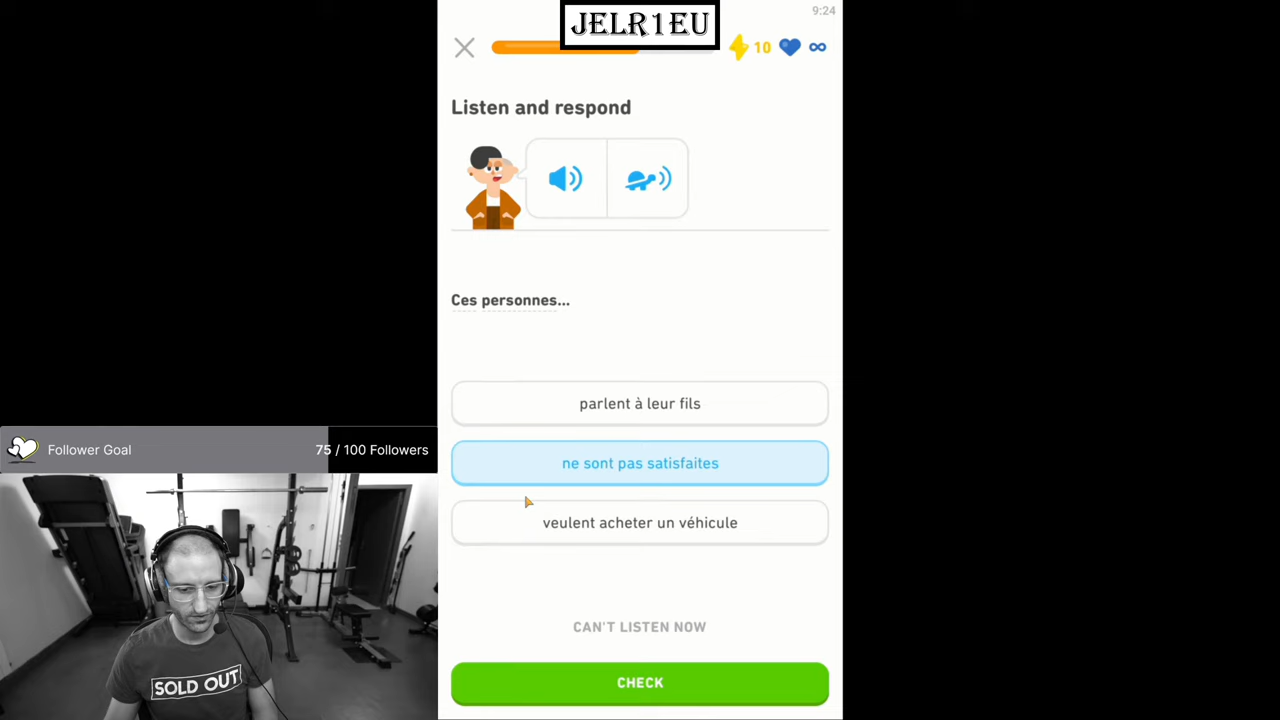 JELR1EU
9:24
10
Listen and respond
Ces personnes...
parlent à leur fils
Follower Goal
75 / 100 Followers
ne sont pas satisfaites
veulent acheter un véhicule
CAN'T LISTEN NOW
SOLD OUT
CHECK